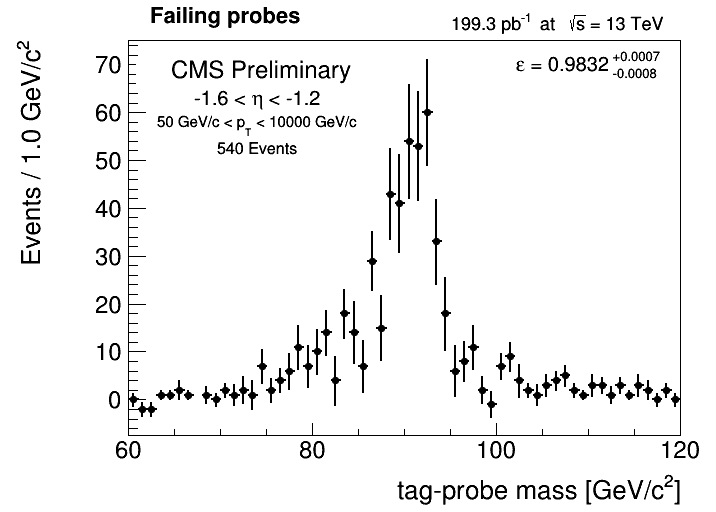 Failing probes
199.3 pb⁻¹ at √s = 13 TeV
CMS Preliminary
-1.6 < η < -1.2
50 GeV/c < p_T < 10000 GeV/c
540 Events
ε = 0.9832 +0.0007 -0.0008
Events / 1.0 GeV/c²
70
60
50
40
30
20
10
0
60 80 100 120
tag-probe mass [GeV/c²]